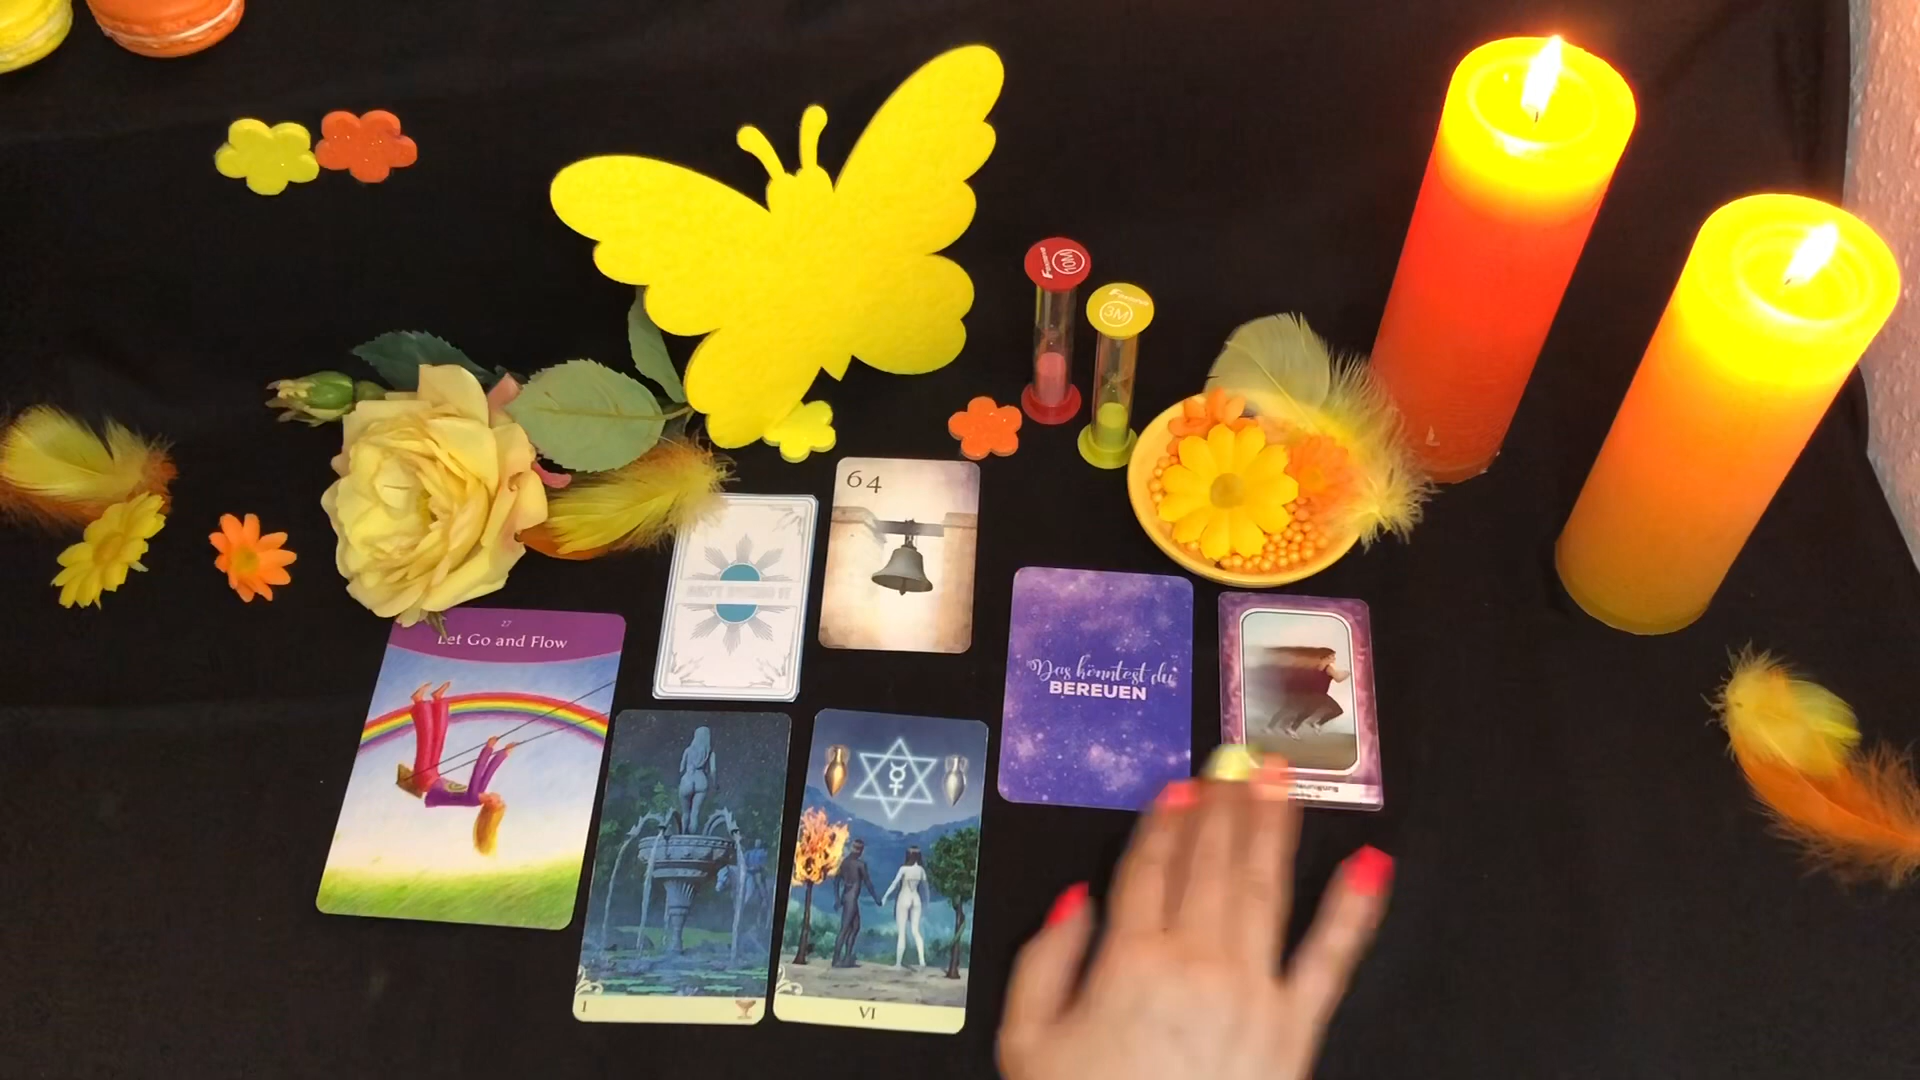 10M
3M
64
27
Let Go and Flow
Das könntest du
BEREUEN
I
VI